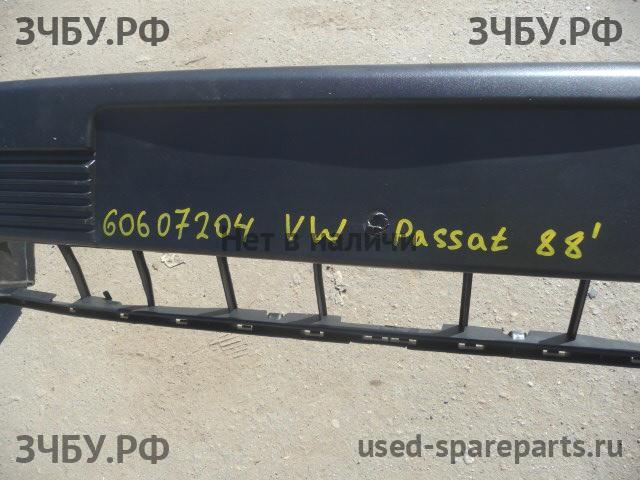 ЗЧБУ.РФ ЗЧБУ.РФ
60607204 VW Passat 88'
Нет в наличии
ЗЧБУ.РФ used-spareparts.ru